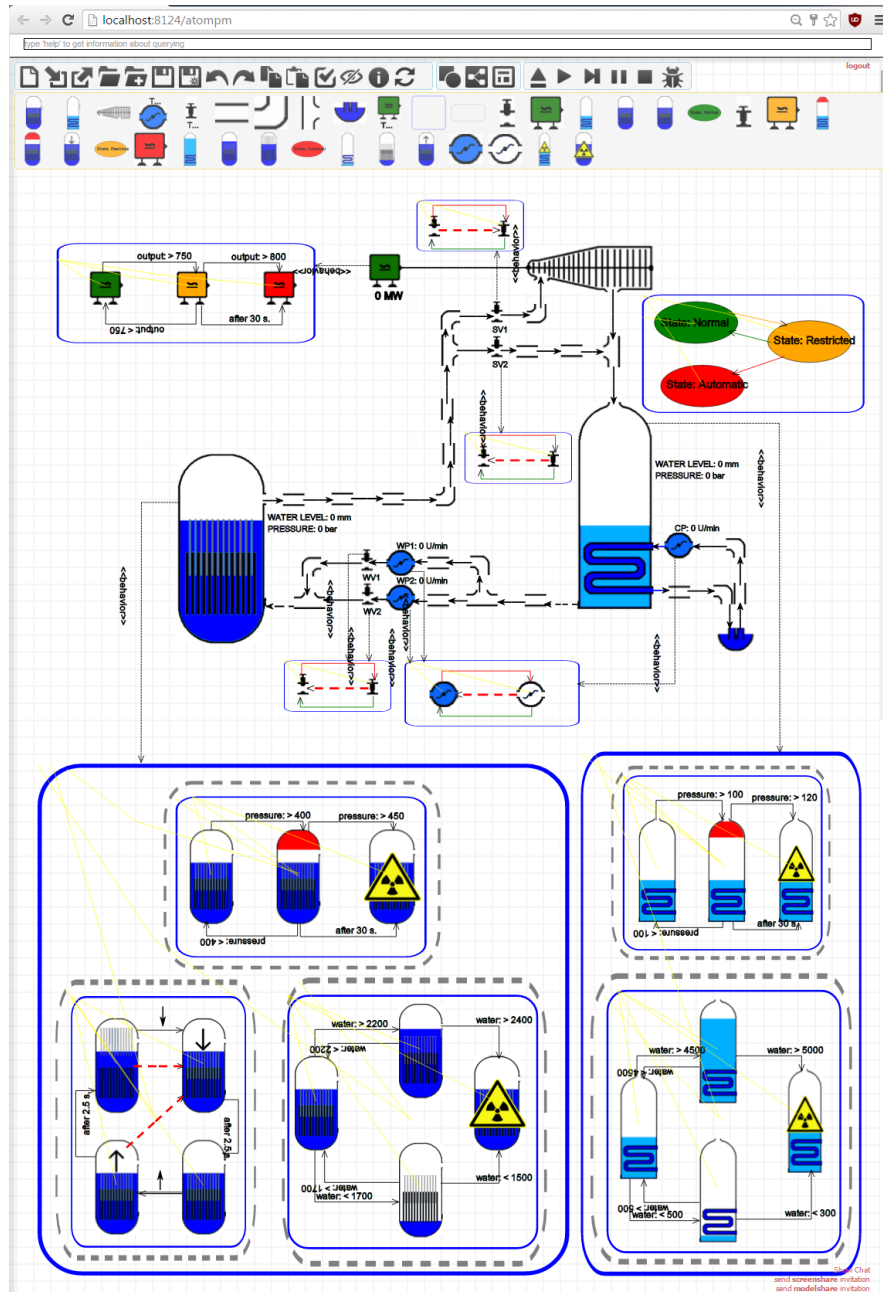 localhost:8124/atompm
type 'help' to get information about querying
logout
T...
T...
State: Normal
State: Restricte
T...
State: Automatic
output: > 750
output: > 800
<<behavior>>
<<behavior>>
0 MW
output < 750
after 30 s.
SV1
SV2
State: Normal
State: Restricted
State: Automatic
<<behavior>>
<<behavior>>
WATER LEVEL: 0 mm
PRESSURE: 0 bar
WATER LEVEL: 0 mm
PRESSURE: 0 bar
CP: 0 U/min
WP1: 0 U/min
WV1
WP2: 0 U/min
WV2
<<behavior>>
<<behavior>>
<<behavior>>
<<behavior>>
<<behavior>>
pressure: > 400
pressure: > 450
pressure: < 400
after 30 s.
pressure: > 100
pressure: > 120
pressure: < 100
after 30 s.
after 2.5 s.
after 2.5 s.
water: > 2200
water: > 2400
water: < 2200
water: > 1700
water: < 1700
water: < 1500
water: > 4500
water: > 5000
water: < 4500
water: > 500
water: < 500
water: < 300
Show Chat
send screenshare invitation
send modelshare invitation